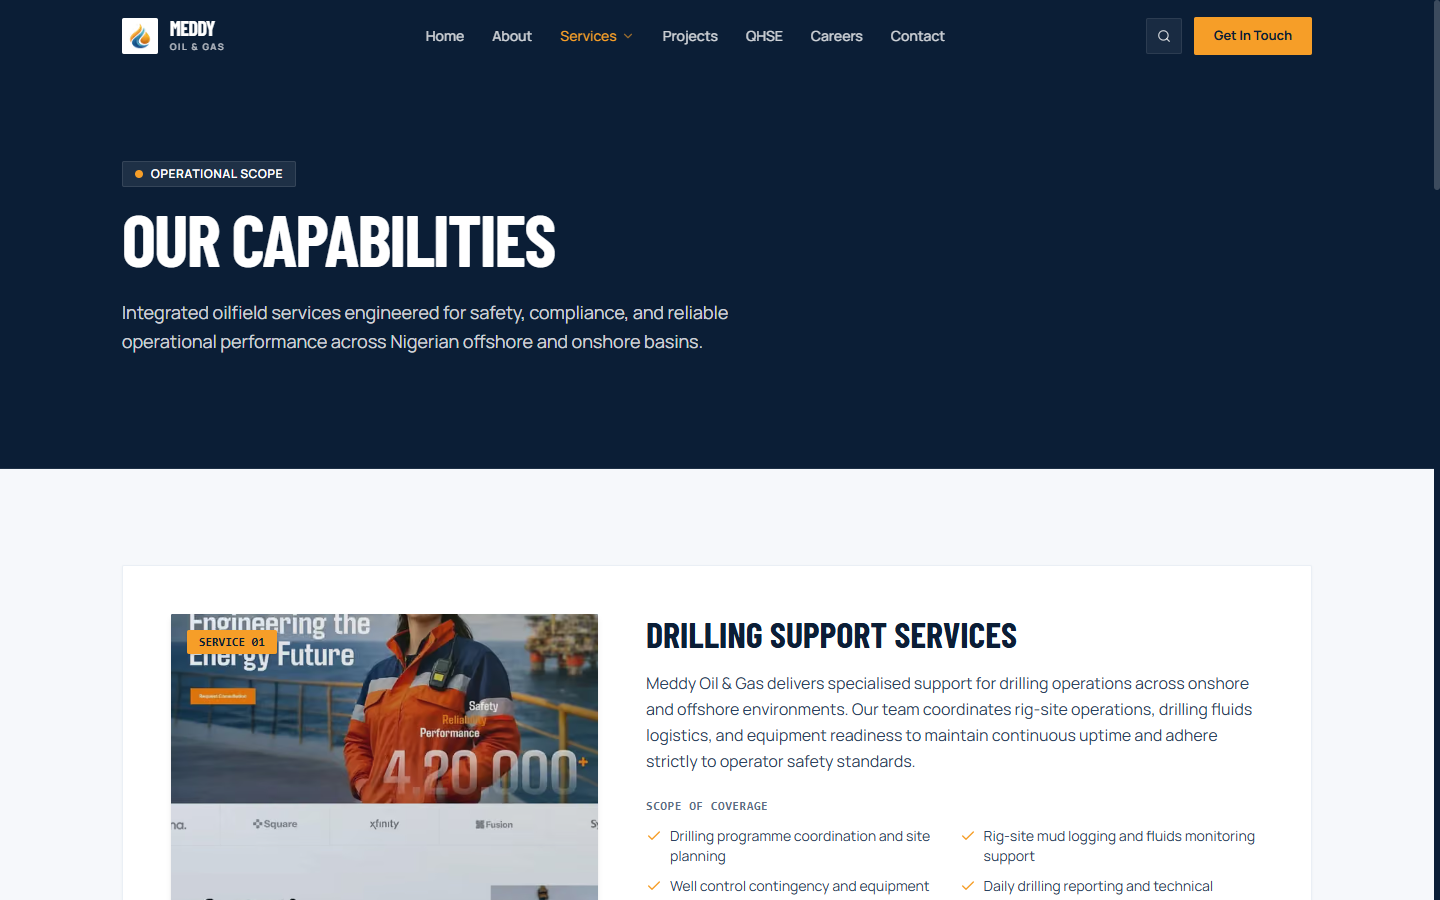 MEDDY
OIL & GAS
Home
About
Services
Projects
QHSE
Careers
Contact
Get In Touch
OPERATIONAL SCOPE
OUR CAPABILITIES
Integrated oilfield services engineered for safety, compliance, and reliable
operational performance across Nigerian offshore and onshore basins.
Engineering the
SERVICE 01
Energy Future
Request Consultation
Safety
Reliability
Performance
4,20,000+
Square
xfinity
Fusion
DRILLING SUPPORT SERVICES
Meddy Oil & Gas delivers specialised support for drilling operations across onshore
and offshore environments. Our team coordinates rig-site operations, drilling fluids
logistics, and equipment readiness to maintain continuous uptime and adhere
strictly to operator safety standards.
SCOPE OF COVERAGE
Drilling programme coordination and site
planning
Rig-site mud logging and fluids monitoring
support
Well control contingency and equipment
Daily drilling reporting and technical